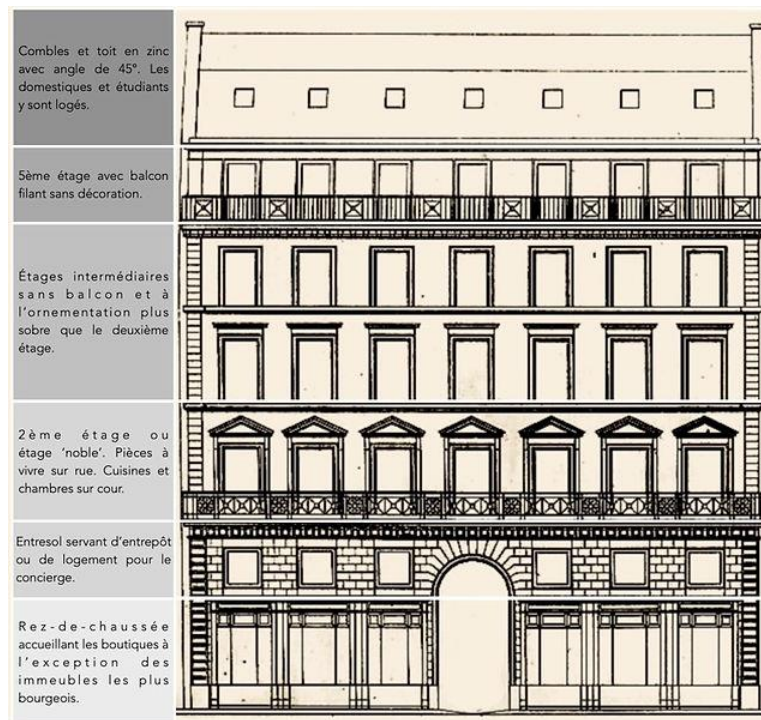 Combles et toit en zinc
avec angle de 45°. Les
domestiques et étudiants
y sont logés.
5ème étage avec balcon
filant sans décoration.
Étages intermédiaires
sans balcon et à
l'ornementation plus
sobre que le deuxième
étage.
2ème étage ou
étage 'noble'. Pièces à
vivre sur rue. Cuisines et
chambres sur cour.
Entresol servant d'entrepôt
ou de logement pour le
concierge.
Rez-de-chaussée
accueillant les boutiques à
l'exception des
immeubles les plus
bourgeois.